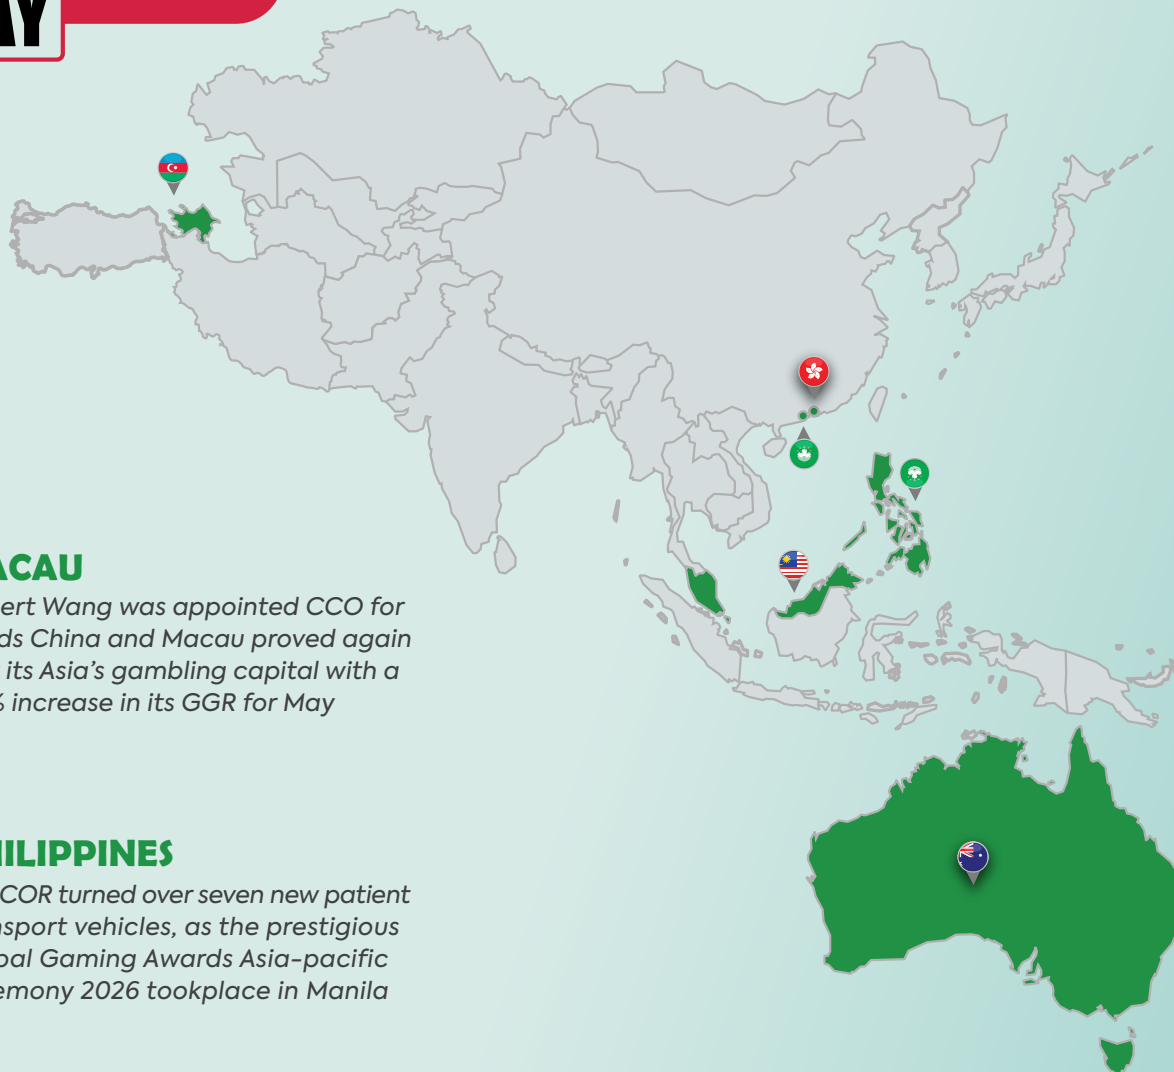 AY
ACAU
ert Wang was appointed CCO for
ds China and Macau proved again
its Asia's gambling capital with a
% increase in its GGR for May
ILIPPINES
COR turned over seven new patient
nsport vehicles, as the prestigious
bal Gaming Awards Asia-pacific
emony 2026 tookplace in Manila